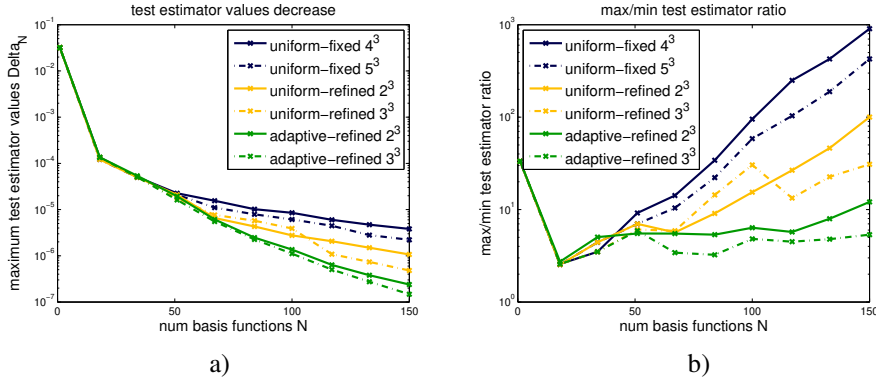 test estimator values decrease
maximum test estimator values Delta_N
10^-1
10^-2
10^-3
10^-4
10^-5
10^-6
10^-7
uniform-fixed 4^3
uniform-fixed 5^3
uniform-refined 2^3
uniform-refined 3^3
adaptive-refined 2^3
adaptive-refined 3^3
0 50 100 150
num basis functions N
a)
max/min test estimator ratio
max/min test estimator ratio
10^3
10^2
10^1
10^0
uniform-fixed 4^3
uniform-fixed 5^3
uniform-refined 2^3
uniform-refined 3^3
adaptive-refined 2^3
adaptive-refined 3^3
0 50 100 150
num basis functions N
b)